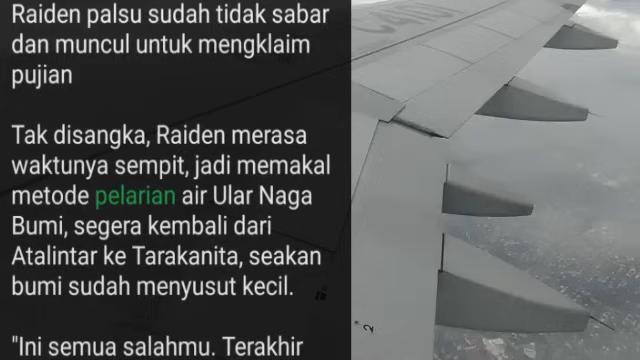 Raiden palsu sudah tidak sabar
dan muncul untuk mengklaim
pujian
Tak disangka, Raiden merasa
waktunya sempit, jadi memakal
metode pelarian air Ular Naga
Bumi, segera kembali dari
Atalintar ke Tarakanita, seakan
bumi sudah menyusut kecil.
"Ini semua salahmu. Terakhir
2